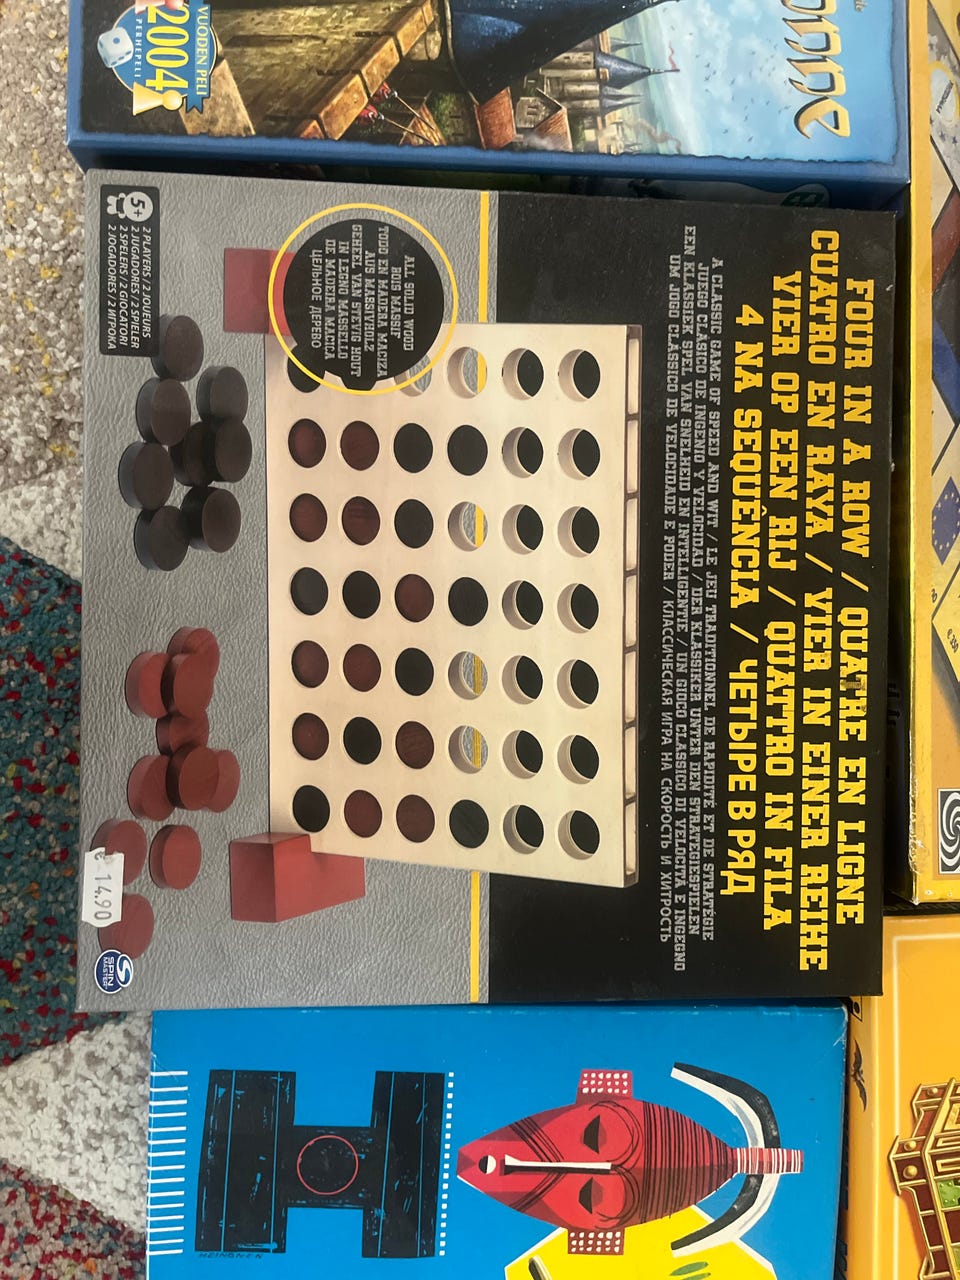 VUODEN PELI
2004
PERHEPELI
onne
FOUR IN A ROW / QUATRE EN LIGNE
CUATRO EN RAYA / VIER IN EINER REIHE
VIER OP EEN RIJ / QUATTRO IN FILA
4 NA SEQUÊNCIA / ЧЕТЫРЕ В РЯД
A CLASSIC GAME OF SPEED AND WIT / LE JEU TRADITIONNEL DE RAPIDITÉ ET DE STRATÉGIE
JUEGO CLÁSICO DE INGENIO Y VELOCIDAD / DER KLASSIKER UNTER DEN STRATEGIESPIELEN
EEN KLASSIEK SPEL VAN SNELHEID EN INTELLIGENTIE / UN GIOCO CLASSICO DI VELOCITÀ E INGEGNO
UM JOGO CLÁSSICO DE VELOCIDADE E PODER / КЛАССИЧЕСКАЯ ИГРА НА СКОРОСТЬ И ХИТРОСТЬ
ALL SOLID WOOD
BOIS MASSIF
TODO EN MADERA MACIZA
AUS MASSIVHOLZ
GEHEEL VAN STEVIG HOUT
IN LEGNO MASSELLO
DE MADEIRA MACIÇA
ЦЕЛЬНОЕ ДЕРЕВО
5+
2 PLAYERS / 2 JOUEURS
2 JUGADORES / 2 SPIELER
2 SPELERS / 2 GIOCATORI
2 JOGADORES / 2 ИГРОКА
€ 14.90
SPIN MASTER
HEINONEN